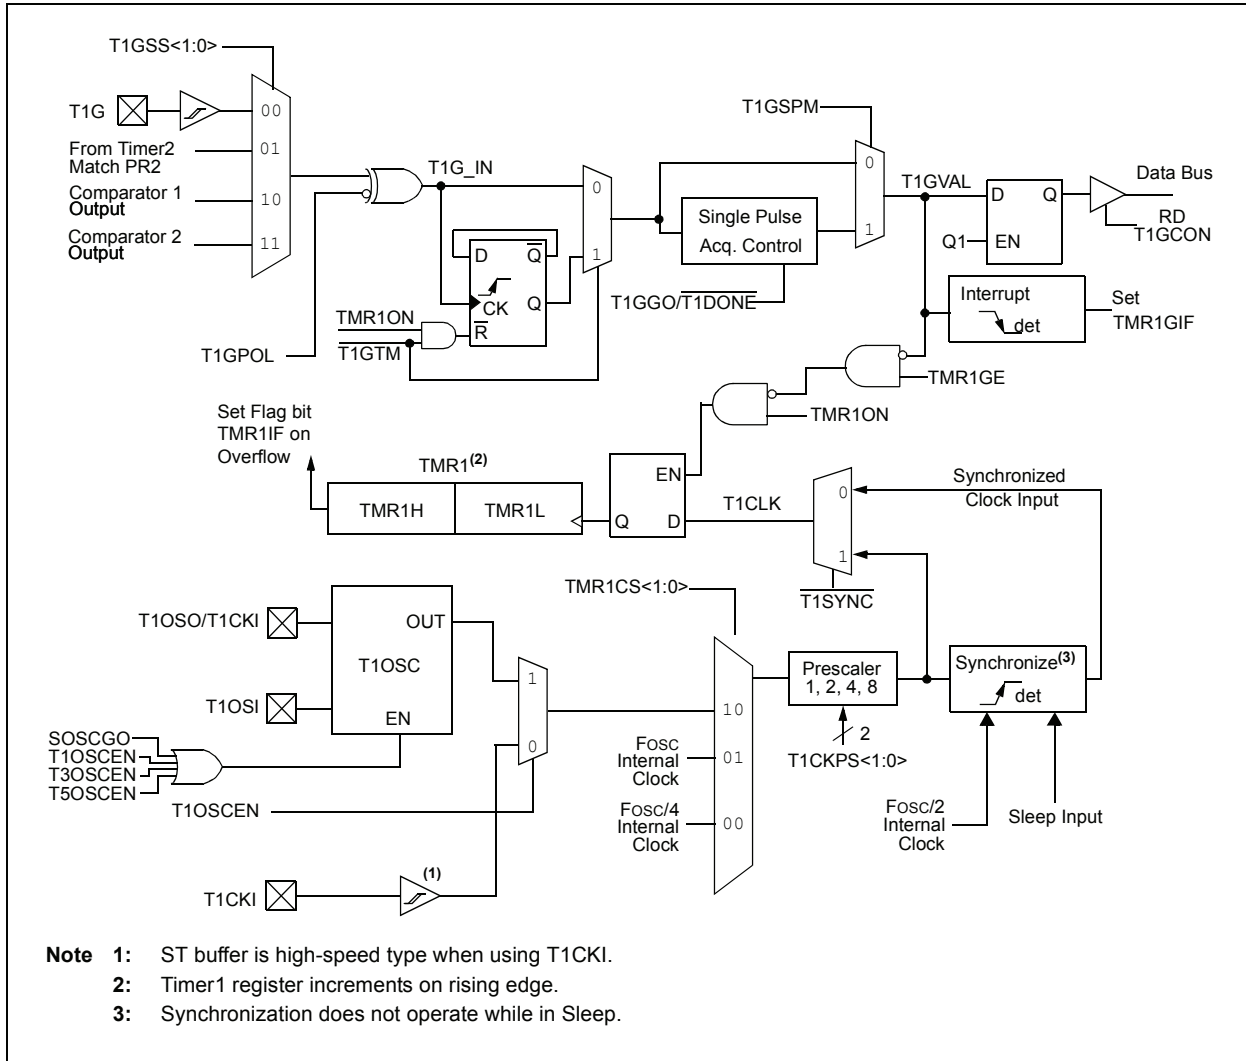 T1GSS<1:0>
T1G
00
From Timer2
Match PR2
01
Comparator 1
Output
10
Comparator 2
Output
11
T1G_IN
T1GPOL
0
1
D
Q
CK
Q
R
TMR1ON
T1GTM
T1GSPM
Single Pulse
Acq. Control
T1GGO/T1DONE
0
1
T1GVAL
D
Q
Q1
EN
Data Bus
RD
T1GCON
Interrupt
det
Set
TMR1GIF
TMR1GE
TMR1ON
Set Flag bit
TMR1IF on
Overflow
TMR1(2)
TMR1H
TMR1L
EN
Q
D
T1CLK
0
1
T1SYNC
Synchronized
Clock Input
T1OSO/T1CKI
T1OSI
OUT
T1OSC
EN
SOSCGO
T1OSCEN
T3OSCEN
T5OSCEN
T1OSCEN
1
0
T1CKI
(1)
TMR1CS<1:0>
10
FOSC
Internal
Clock
01
FOSC/4
Internal
Clock
00
Prescaler
1, 2, 4, 8
2
T1CKPS<1:0>
Synchronize(3)
det
FOSC/2
Internal
Clock
Sleep Input
Note 1: ST buffer is high-speed type when using T1CKI.
2: Timer1 register increments on rising edge.
3: Synchronization does not operate while in Sleep.